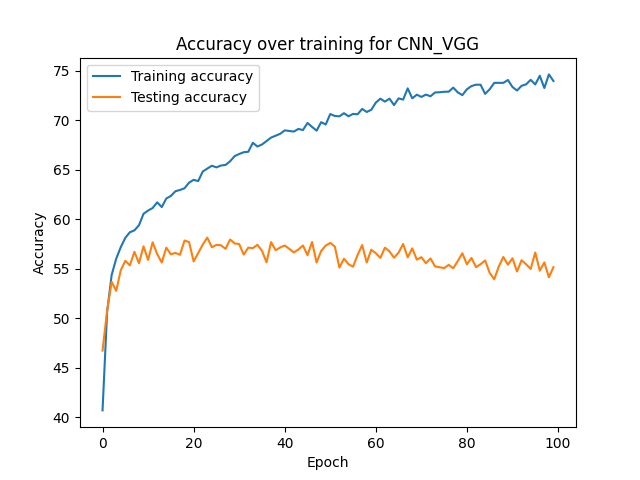 Accuracy over training for CNN_VGG
Training accuracy
Testing accuracy
75
70
65
60
55
50
45
40
Accuracy
0 20 40 60 80 100
Epoch